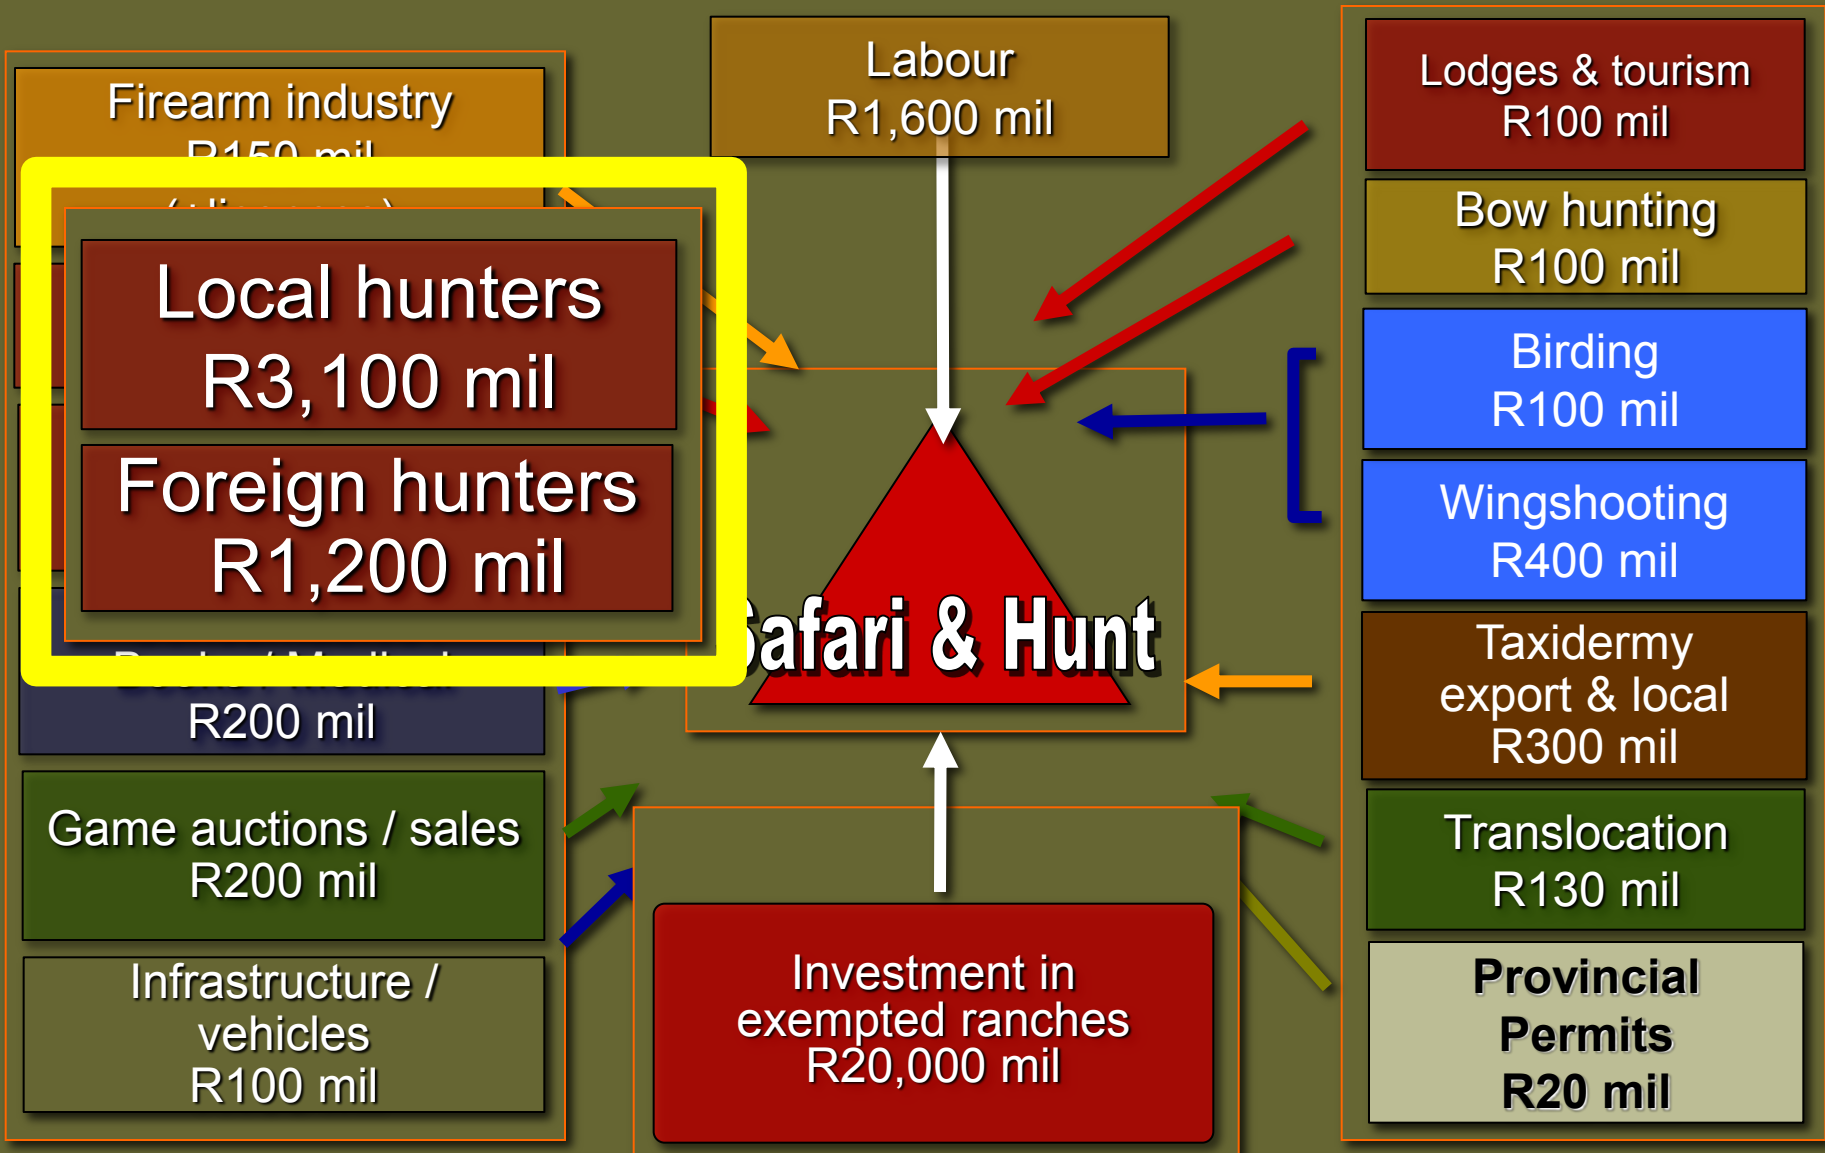 Firearm industry
R150 mil
Local hunters
R3,100 mil
Foreign hunters
R1,200 mil
R200 mil
Game auctions / sales
R200 mil
Infrastructure /
vehicles
R100 mil
Labour
R1,600 mil
Safari & Hunt
Investment in
exempted ranches
R20,000 mil
Lodges & tourism
R100 mil
Bow hunting
R100 mil
Birding
R100 mil
Wingshooting
R400 mil
Taxidermy
export & local
R300 mil
Translocation
R130 mil
Provincial
Permits
R20 mil